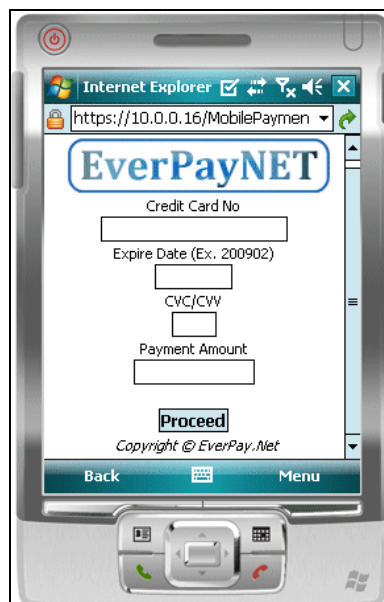 Internet Explorer
https://10.0.0.16/MobilePaymen
EverPayNET
Credit Card No
Expire Date (Ex. 200902)
CVC/CVV
Payment Amount
Proceed
Copyright © EverPay.Net
Back Menu